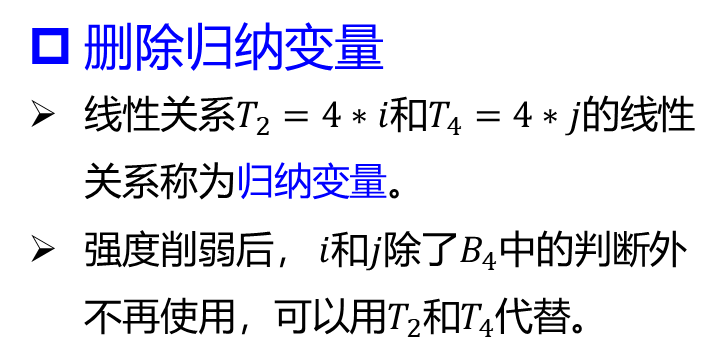 删除归纳变量
线性关系T₂ = 4 ∗ i和T₄ = 4 ∗ j的线性
关系称为归纳变量。
强度削弱后， i和j除了B₄中的判断外
不再使用，可以用T₂和T₄代替。